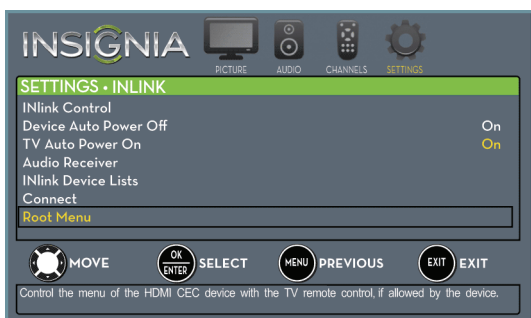 INSIGNIA
PICTURE AUDIO CHANNELS SETTINGS
SETTINGS • INLINK
INlink Control
Device Auto Power Off On
TV Auto Power On On
Audio Receiver
INlink Device Lists
Connect
Root Menu
MOVE OK ENTER SELECT MENU PREVIOUS EXIT EXIT
Control the menu of the HDMI CEC device with the TV remote control, if allowed by the device.